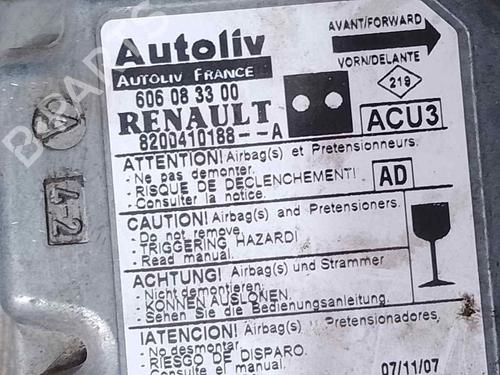 Autoliv
AUTOLIV FRANCE
AVANT/FORWARD
VORN/DELANTE
606 08 33 00
RENAULT
8200410188--A
219
ACU3
ATTENTION! Airbag(s) et Pretensionneurs.
- Ne pas demonter.
- RISQUE DE DECLENCHEMENT!
- Consulter la notice.
AD
CAUTION! Airbag(s) and Pretensioners.
- Do not remove.
- TRIGGERING HAZARD!
- Read manual.
ACHTUNG! Airbag(s) und Strammer
- Nicht demontieren.
- KONNEN AUSLONEN.
- Sehen Sie die Bedienungsanleitung.
!ATENCION! Airbag(s) y Pretensionadores,
- No desmontar.
- RIESGO DE DISPARO.
- Consulte el manual
07/11/07
4-2
B-PARTS